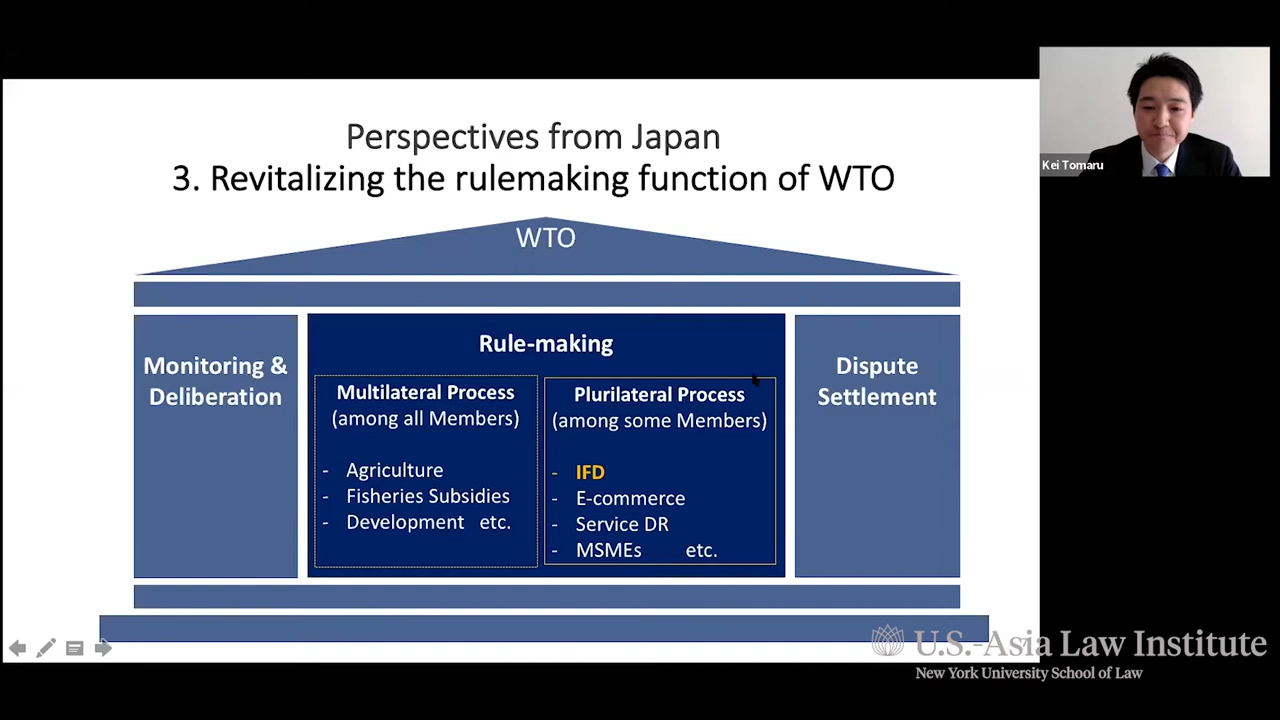 Perspectives from Japan
3. Revitalizing the rulemaking function of WTO
WTO
Monitoring &
Deliberation
Rule-making
Multilateral Process
(among all Members)
- Agriculture
- Fisheries Subsidies
- Development etc.
Plurilateral Process
(among some Members)
- IFD
- E-commerce
- Service DR
- MSMEs etc.
Dispute
Settlement
Kei Tomaru
U.S.-Asia Law Institute
New York University School of Law